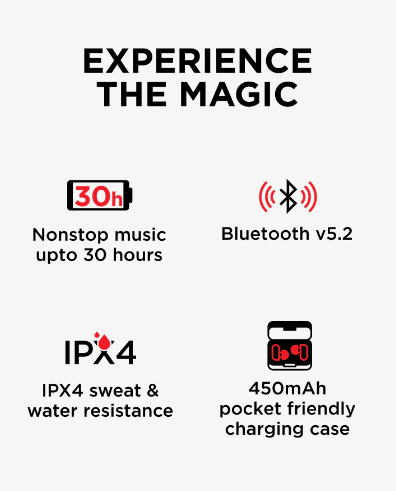 EXPERIENCE
THE MAGIC
30h
Nonstop music
upto 30 hours
Bluetooth v5.2
IPX4
IPX4 sweat &
water resistance
450mAh
pocket friendly
charging case